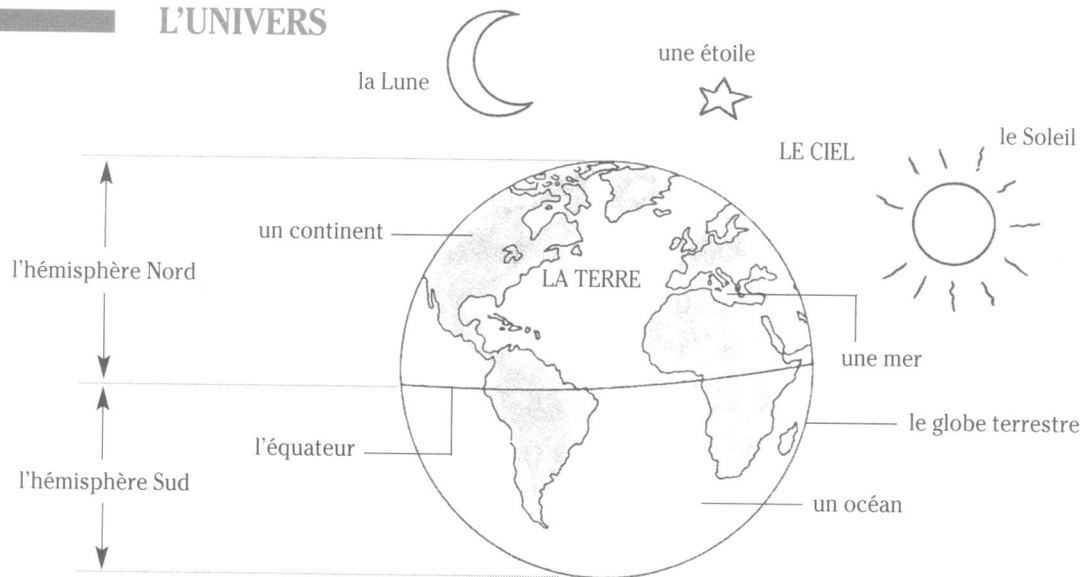 L'UNIVERS
la Lune
une étoile
LE CIEL
le Soleil
un continent
l'hémisphère Nord
LA TERRE
une mer
le globe terrestre
l'équateur
l'hémisphère Sud
un océan